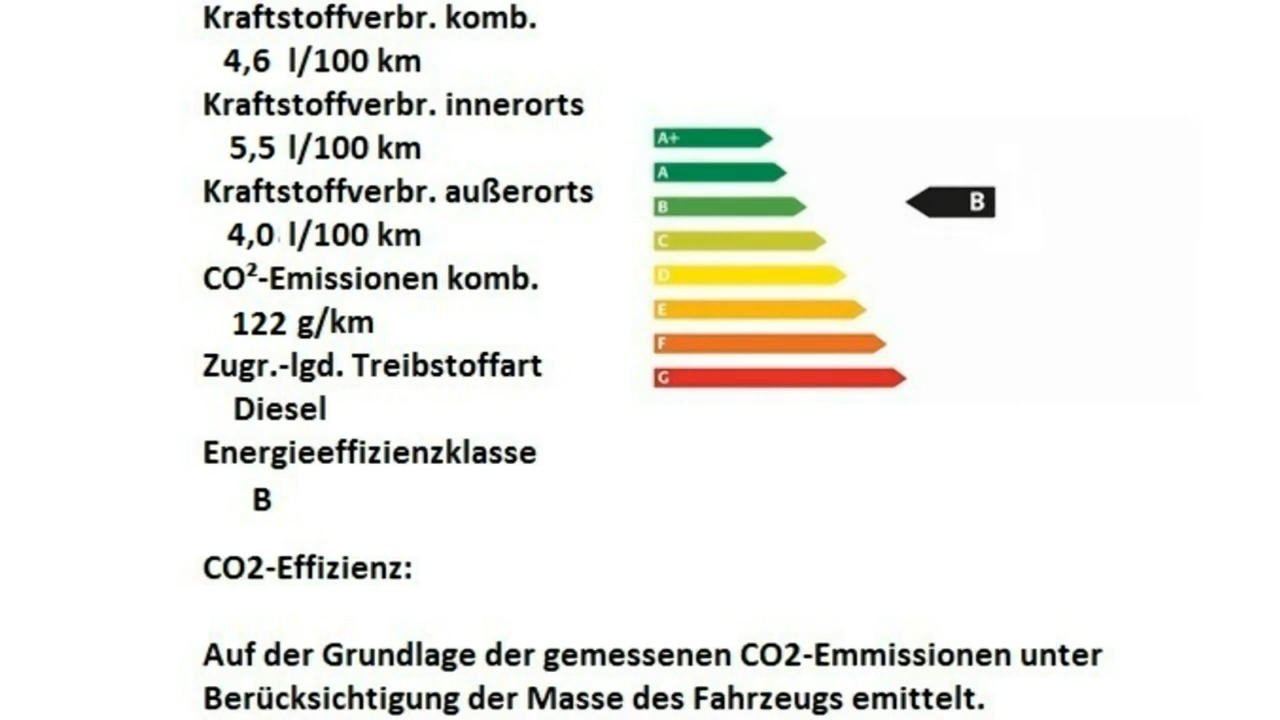 Kraftstoffverbr. komb.
4,6 l/100 km
Kraftstoffverbr. innerorts
5,5 l/100 km
Kraftstoffverbr. außerorts
4,0 l/100 km
CO²-Emissionen komb.
122 g/km
Zugr.-lgd. Treibstoffart
Diesel
Energieeffizienzklasse
B
A+
A
B
B
C
D
E
F
G
CO2-Effizienz:
Auf der Grundlage der gemessenen CO2-Emmissionen unter
Berücksichtigung der Masse des Fahrzeugs emittelt.